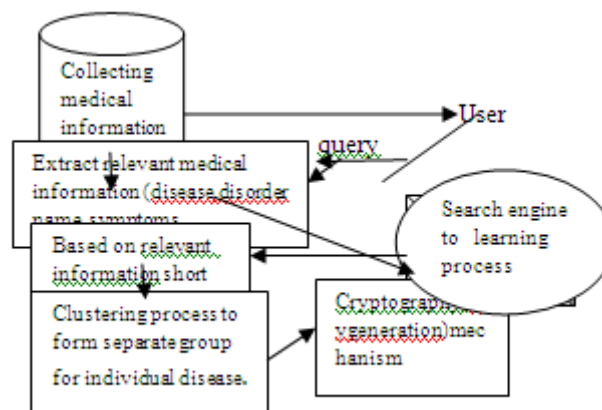 Collecting
medical
information
User
query
Extract relevant medical
information (disease,disorder
name, symptoms
Search engine
to learning
process
Based on relevant
information short
Clustering process to
form separate group
for individual disease.
ygeneration)mec
hanism